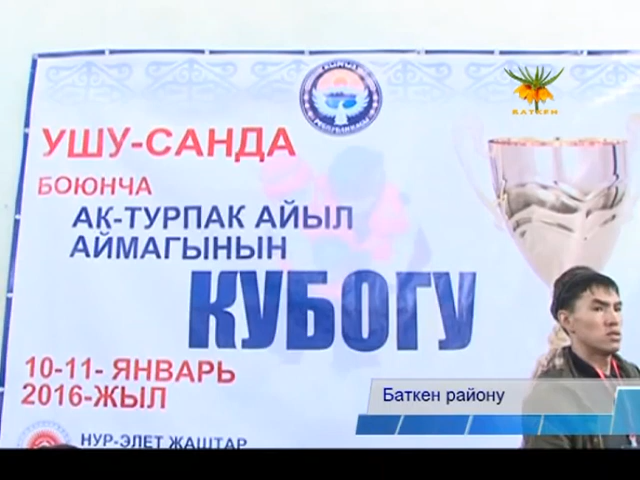 БАТКЕН
УШУ-САНДА
БОЮНЧА
АК-ТУРПАК АЙЫЛ
АЙМАГЫНЫН
КУБОГУ
10-11- ЯНВАРЬ
2016-ЖЫЛ
Баткен району
НУР-ЭЛЕТ ЖАШТАР